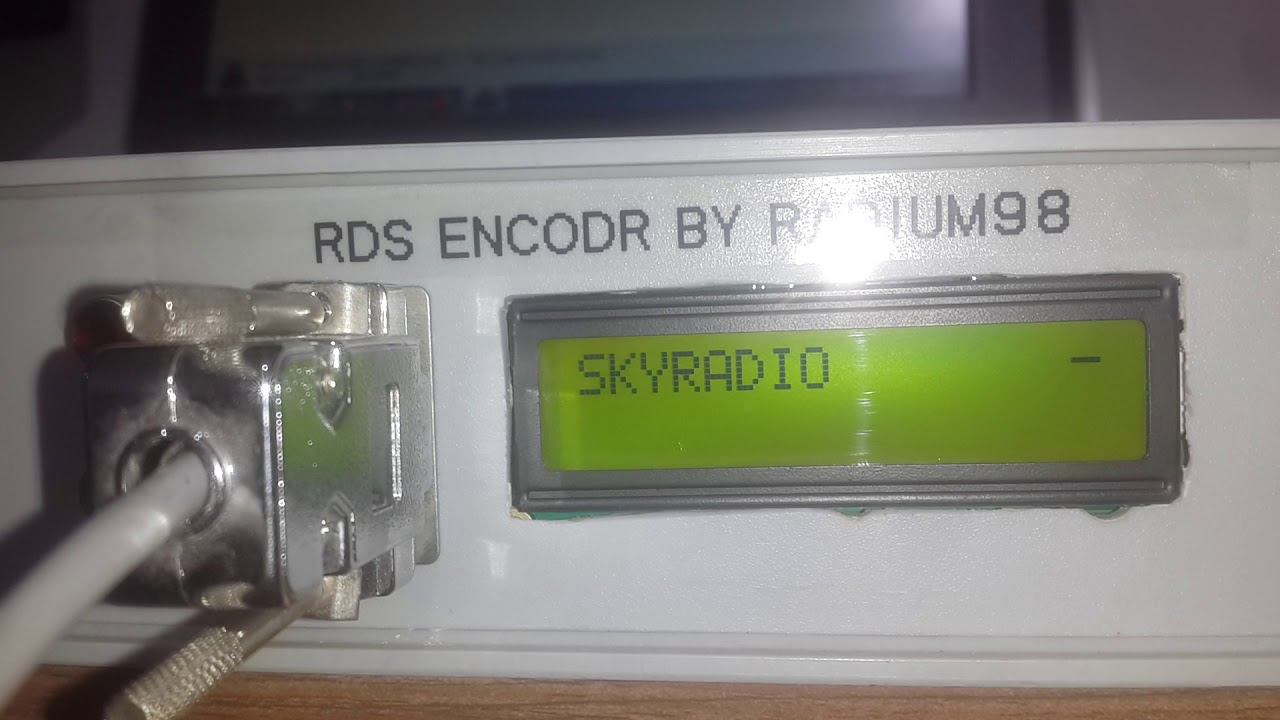 RDS ENCODR BY RADIUM98
SKYRADIO -